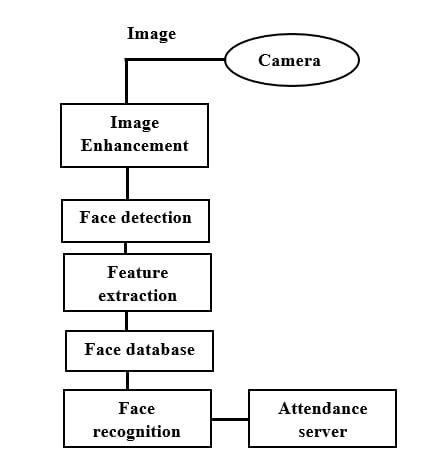 Image
Camera
Image
Enhancement
Face detection
Feature
extraction
Face database
Face
recognition
Attendance
server